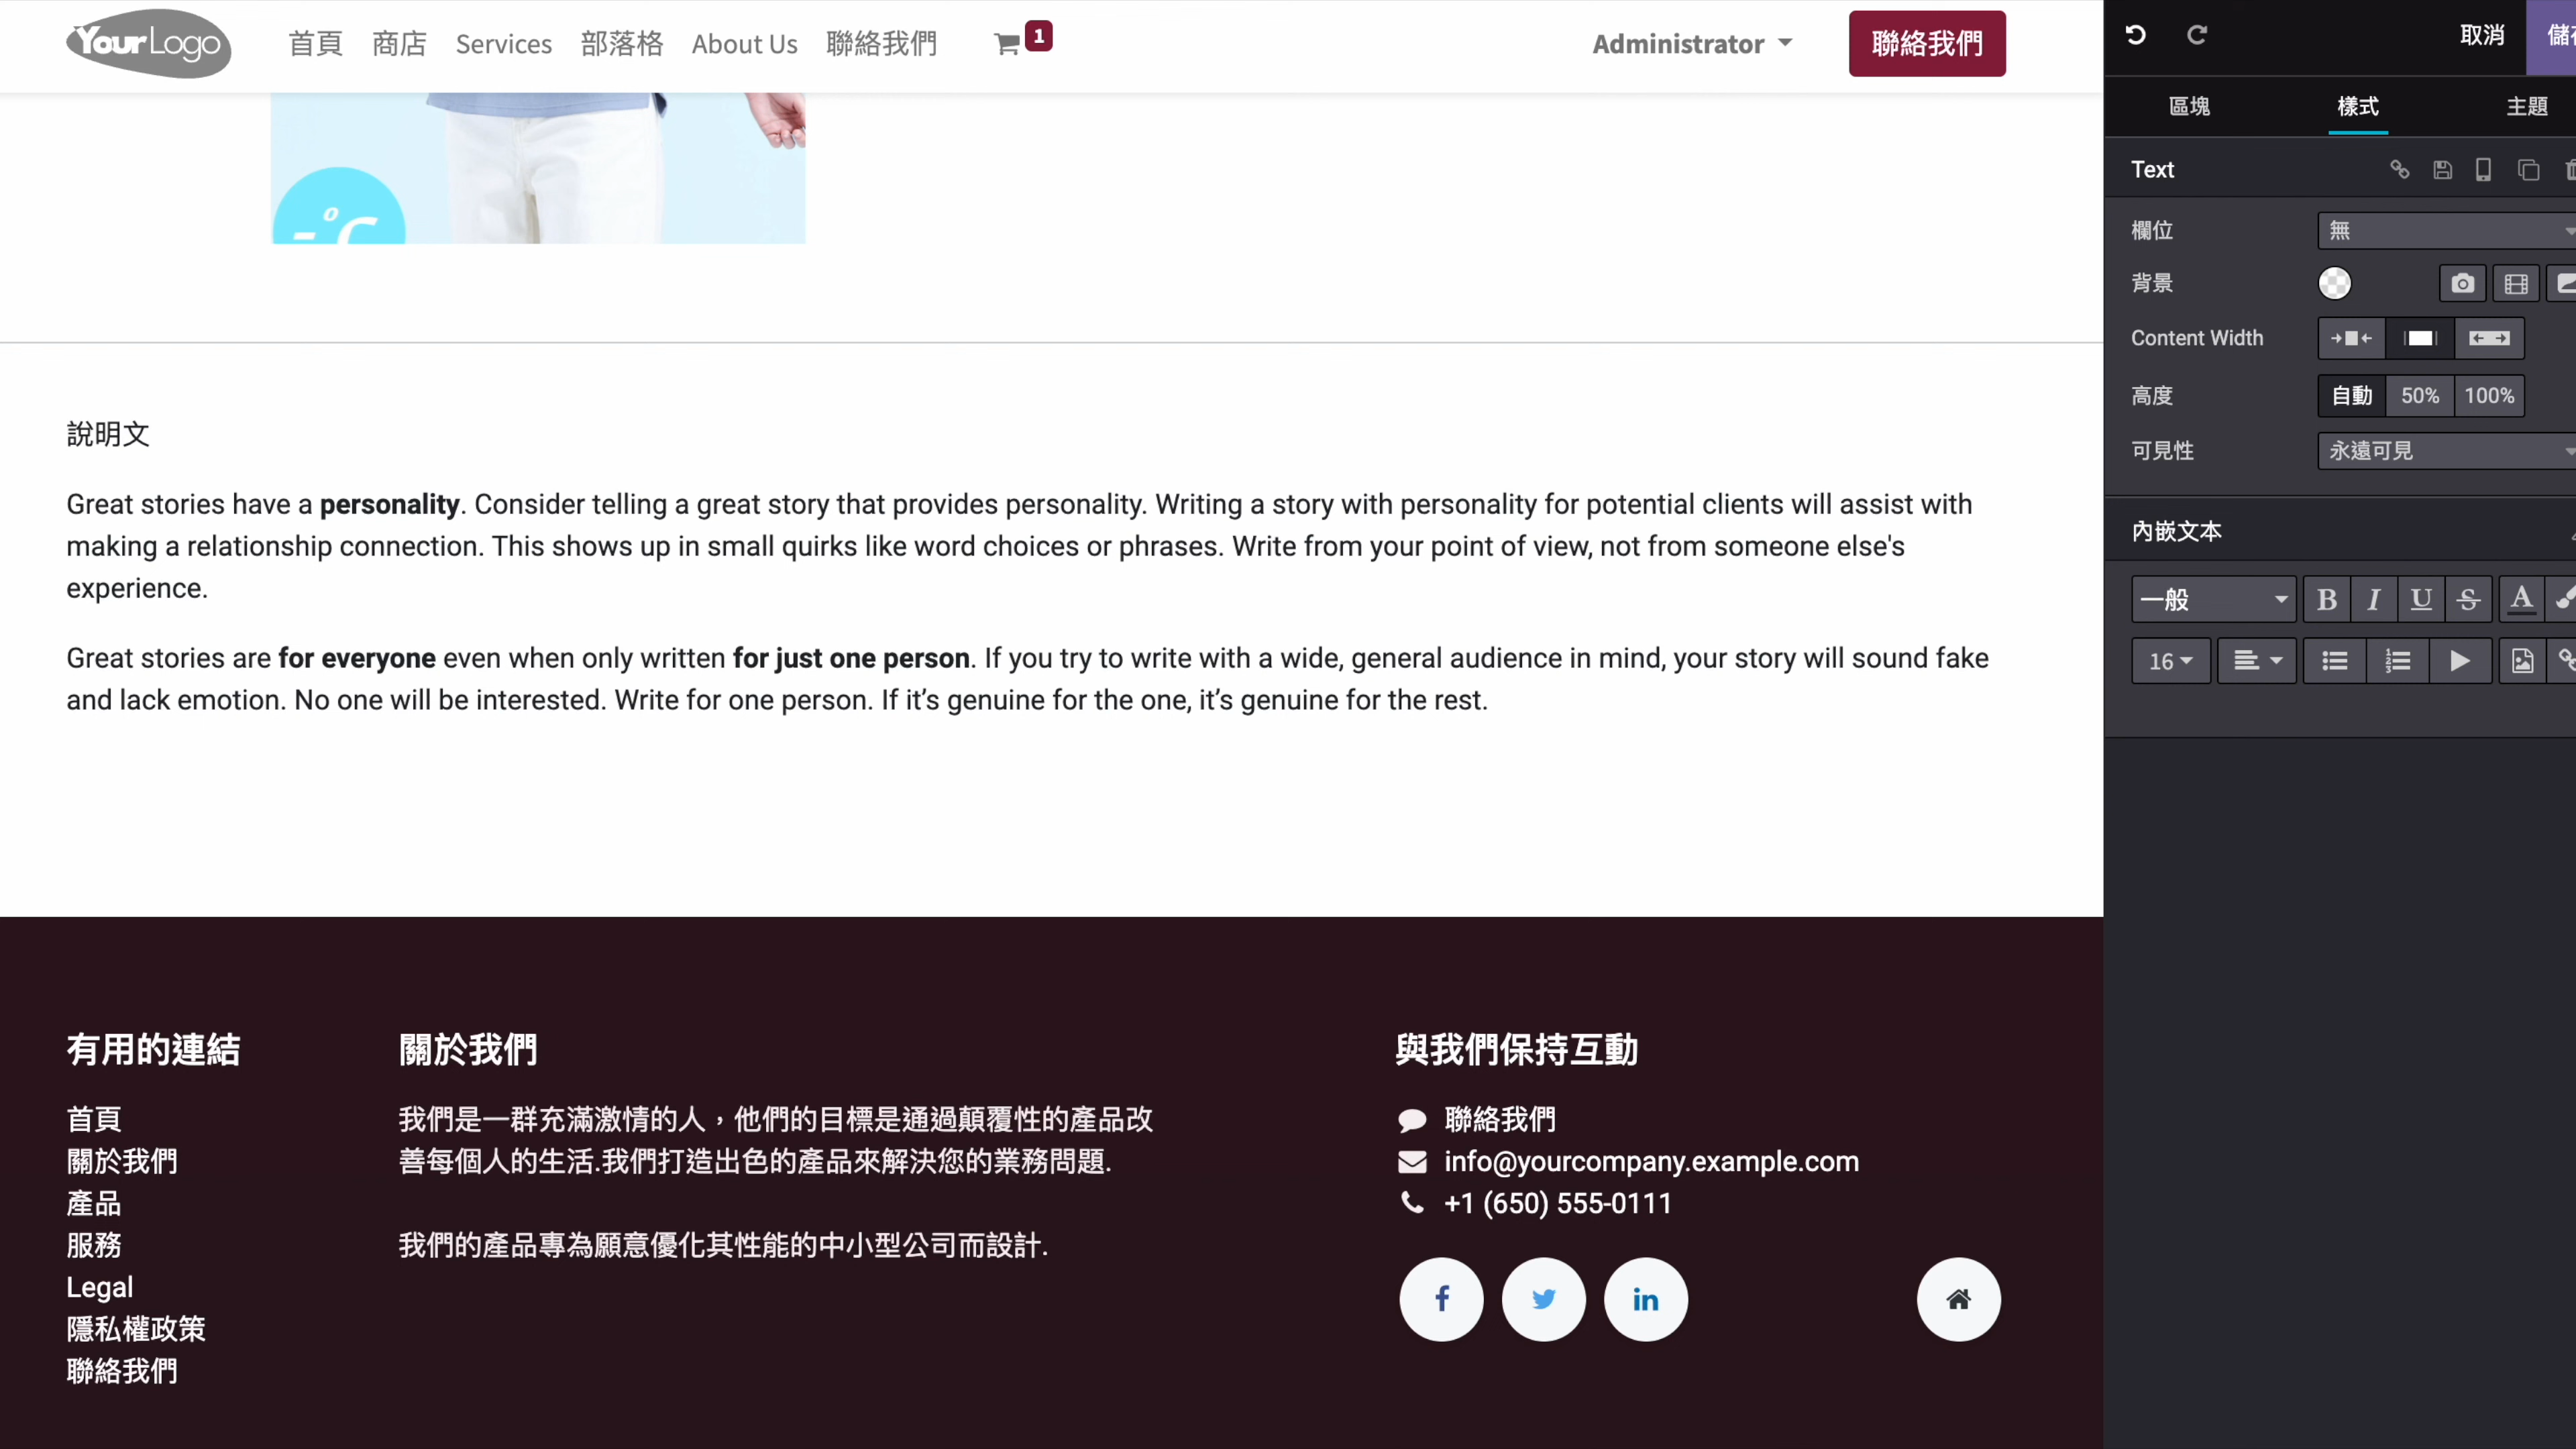 YourLogo
首頁 商店 Services 部落格 About Us 聯絡我們 1 Administrator 聯絡我們
取消
區塊 樣式 主題
Text
欄位 無
背景
Content Width
高度 自動 50% 100%
可見性 永遠可見
內嵌文本
一般 B I U S A
16
-°C
說明文
Great stories have a personality. Consider telling a great story that provides personality. Writing a story with personality for potential clients will assist with
making a relationship connection. This shows up in small quirks like word choices or phrases. Write from your point of view, not from someone else's
experience.
Great stories are for everyone even when only written for just one person. If you try to write with a wide, general audience in mind, your story will sound fake
and lack emotion. No one will be interested. Write for one person. If it’s genuine for the one, it’s genuine for the rest.
有用的連結
首頁
關於我們
產品
服務
Legal
隱私權政策
聯絡我們
關於我們
我們是一群充滿激情的人，他們的目標是通過顛覆性的產品改
善每個人的生活.我們打造出色的產品來解決您的業務問題.
我們的產品專為願意優化其性能的中小型公司而設計.
與我們保持互動
聯絡我們
info@yourcompany.example.com
+1 (650) 555-0111